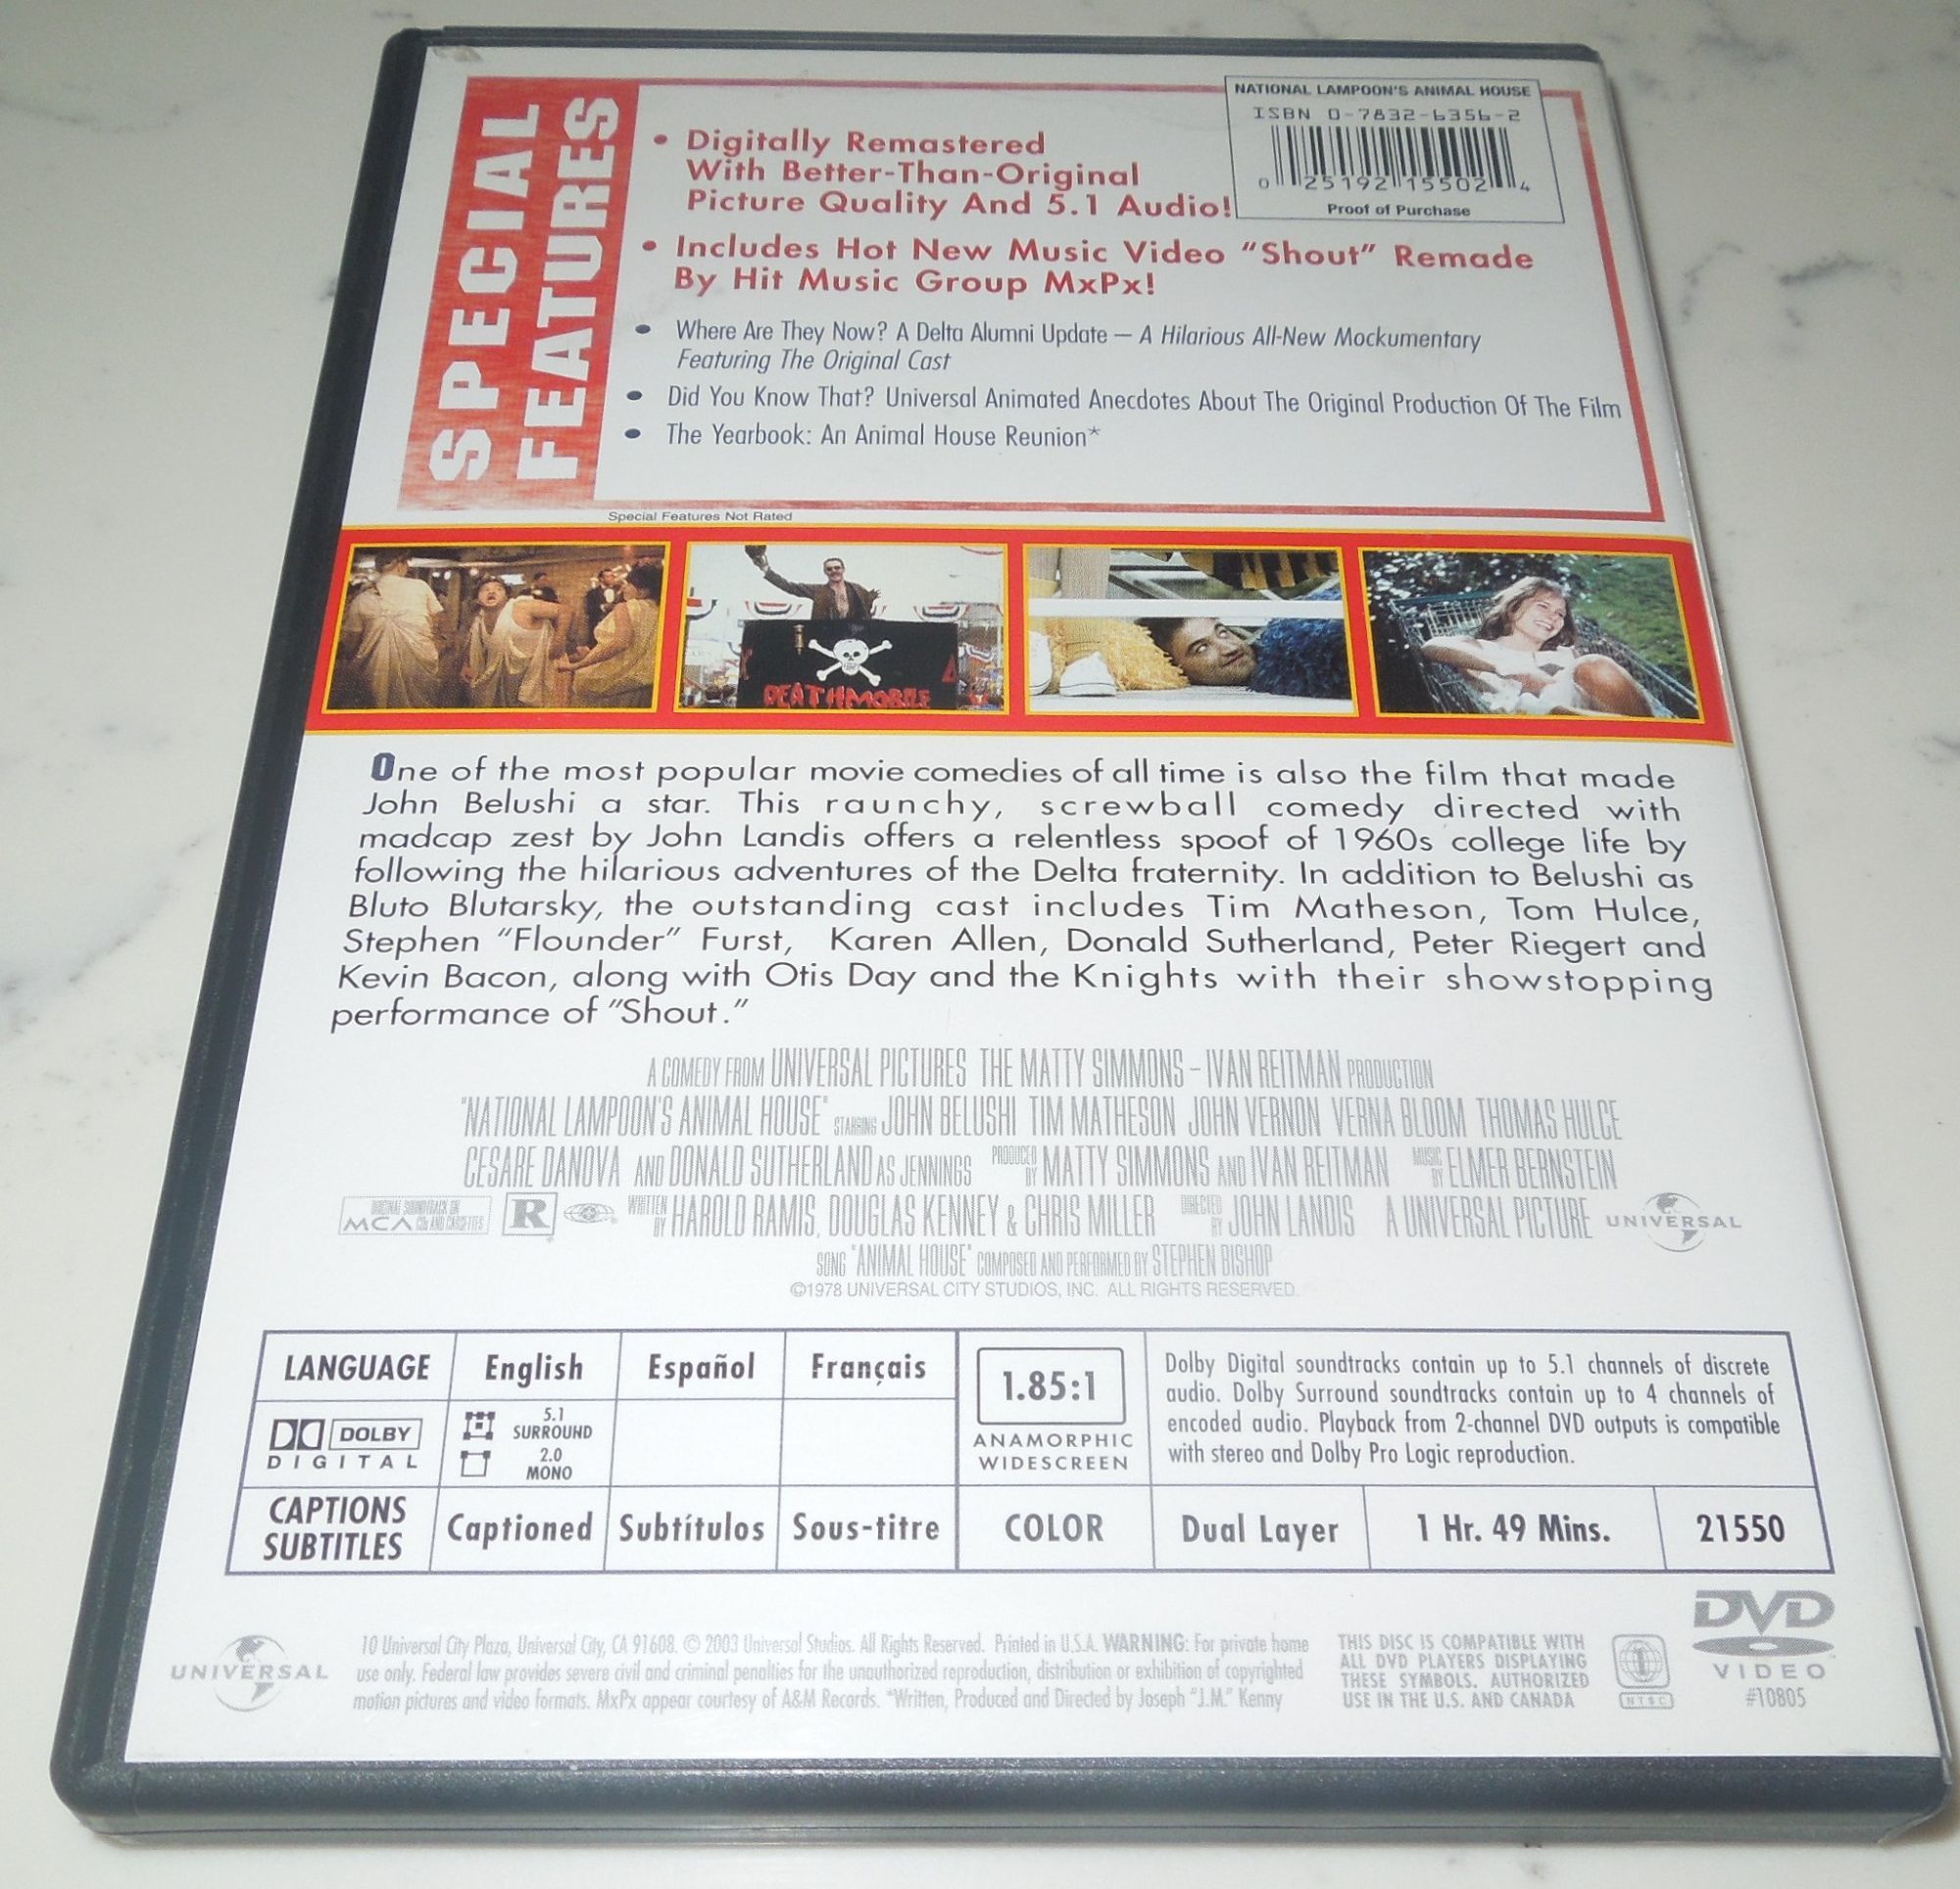 SPECIAL
FEATURES
NATIONAL LAMPOON'S ANIMAL HOUSE
ISBN 0-7832-6356-2
0 25192 15502 4
Proof of Purchase
• Digitally Remastered
With Better-Than-Original
Picture Quality And 5.1 Audio!
• Includes Hot New Music Video “Shout” Remade
By Hit Music Group MxPx!
• Where Are They Now? A Delta Alumni Update – A Hilarious All-New Mockumentary
Featuring The Original Cast
• Did You Know That? Universal Animated Anecdotes About The Original Production Of The Film
• The Yearbook: An Animal House Reunion*
Special Features Not Rated
DEATHMOBILE
One of the most popular movie comedies of all time is also the film that made
John Belushi a star. This raunchy, screwball comedy directed with
madcap zest by John Landis offers a relentless spoof of 1960s college life by
following the hilarious adventures of the Delta fraternity. In addition to Belushi as
Bluto Blutarsky, the outstanding cast includes Tim Matheson, Tom Hulce,
Stephen “Flounder” Furst, Karen Allen, Donald Sutherland, Peter Riegert and
Kevin Bacon, along with Otis Day and the Knights with their showstopping
performance of “Shout.”
A COMEDY FROM UNIVERSAL PICTURES THE MATTY SIMMONS – IVAN REITMAN PRODUCTION
"NATIONAL LAMPOON'S ANIMAL HOUSE" STARRING JOHN BELUSHI TIM MATHESON JOHN VERNON VERNA BLOOM THOMAS HULCE
CESARE DANOVA AND DONALD SUTHERLAND AS JENNINGS PRODUCED BY MATTY SIMMONS AND IVAN REITMAN MUSIC BY ELMER BERNSTEIN
ORIGINAL SOUNDTRACK ON MCA CDs AND CASSETTES R WRITTEN BY HAROLD RAMIS, DOUGLAS KENNEY & CHRIS MILLER DIRECTED BY JOHN LANDIS A UNIVERSAL PICTURE UNIVERSAL
SONG "ANIMAL HOUSE" COMPOSED AND PERFORMED BY STEPHEN BISHOP
©1978 UNIVERSAL CITY STUDIOS, INC. ALL RIGHTS RESERVED.
LANGUAGE English Español Français
DOLBY
DIGITAL
5.1
SURROUND
2.0
MONO
CAPTIONS
SUBTITLES
Captioned Subtítulos Sous-titre
1.85:1
ANAMORPHIC
WIDESCREEN
Dolby Digital soundtracks contain up to 5.1 channels of discrete
audio. Dolby Surround soundtracks contain up to 4 channels of
encoded audio. Playback from 2-channel DVD outputs is compatible
with stereo and Dolby Pro Logic reproduction.
COLOR Dual Layer 1 Hr. 49 Mins. 21550
UNIVERSAL
10 Universal City Plaza, Universal City, CA 91608. © 2003 Universal Studios. All Rights Reserved. Printed in U.S.A. WARNING: For private home
use only. Federal law provides severe civil and criminal penalties for the unauthorized reproduction, distribution or exhibition of copyrighted
motion pictures and video formats. MxPx appear courtesy of A&M Records. *Written, Produced and Directed by Joseph “J.M.” Kenny
THIS DISC IS COMPATIBLE WITH
ALL DVD PLAYERS DISPLAYING
THESE SYMBOLS. AUTHORIZED
USE IN THE U.S. AND CANADA
1
NTSC
DVD
VIDEO
#10805